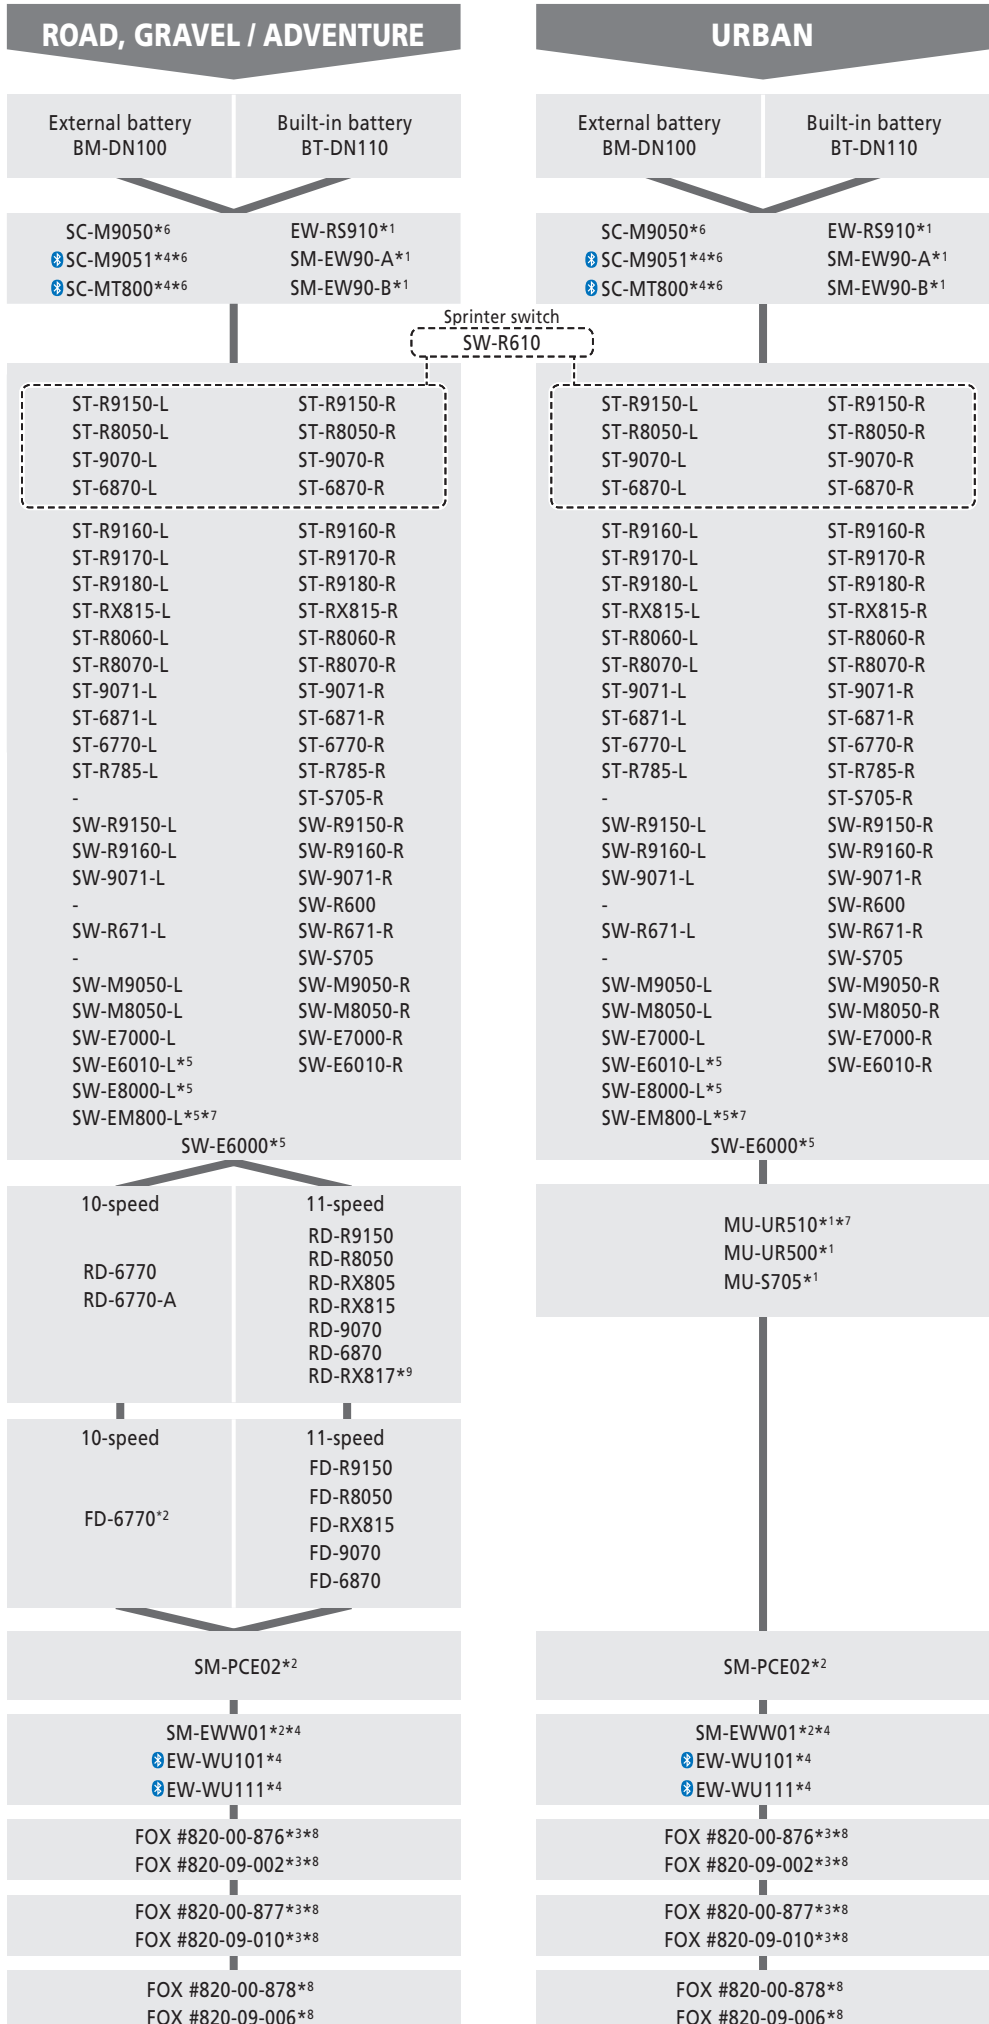 ROAD, GRAVEL / ADVENTURE
External battery
BM-DN100
Built-in battery
BT-DN110
SC-M9050*6
SC-M9051*4*6
SC-MT800*4*6
EW-RS910*1
SM-EW90-A*1
SM-EW90-B*1
Sprinter switch
SW-R610
ST-R9150-L ST-R9150-R
ST-R8050-L ST-R8050-R
ST-9070-L ST-9070-R
ST-6870-L ST-6870-R
ST-R9160-L ST-R9160-R
ST-R9170-L ST-R9170-R
ST-R9180-L ST-R9180-R
ST-RX815-L ST-RX815-R
ST-R8060-L ST-R8060-R
ST-R8070-L ST-R8070-R
ST-9071-L ST-9071-R
ST-6871-L ST-6871-R
ST-6770-L ST-6770-R
ST-R785-L ST-R785-R
- ST-S705-R
SW-R9150-L SW-R9150-R
SW-R9160-L SW-R9160-R
SW-9071-L SW-9071-R
- SW-R600
SW-R671-L SW-R671-R
- SW-S705
SW-M9050-L SW-M9050-R
SW-M8050-L SW-M8050-R
SW-E7000-L SW-E7000-R
SW-E6010-L*5 SW-E6010-R
SW-E8000-L*5
SW-EM800-L*5*7
SW-E6000*5
10-speed
RD-6770
RD-6770-A
11-speed
RD-R9150
RD-R8050
RD-RX805
RD-RX815
RD-9070
RD-6870
RD-RX817*9
10-speed
FD-6770*2
11-speed
FD-R9150
FD-R8050
FD-RX815
FD-9070
FD-6870
SM-PCE02*2
SM-EWW01*2*4
EW-WU101*4
EW-WU111*4
FOX #820-00-876*3*8
FOX #820-09-002*3*8
FOX #820-00-877*3*8
FOX #820-09-010*3*8
FOX #820-00-878*8
FOX #820-09-006*8
URBAN
External battery
BM-DN100
Built-in battery
BT-DN110
SC-M9050*6
SC-M9051*4*6
SC-MT800*4*6
EW-RS910*1
SM-EW90-A*1
SM-EW90-B*1
ST-R9150-L ST-R9150-R
ST-R8050-L ST-R8050-R
ST-9070-L ST-9070-R
ST-6870-L ST-6870-R
ST-R9160-L ST-R9160-R
ST-R9170-L ST-R9170-R
ST-R9180-L ST-R9180-R
ST-RX815-L ST-RX815-R
ST-R8060-L ST-R8060-R
ST-R8070-L ST-R8070-R
ST-9071-L ST-9071-R
ST-6871-L ST-6871-R
ST-6770-L ST-6770-R
ST-R785-L ST-R785-R
- ST-S705-R
SW-R9150-L SW-R9150-R
SW-R9160-L SW-R9160-R
SW-9071-L SW-9071-R
- SW-R600
SW-R671-L SW-R671-R
- SW-S705
SW-M9050-L SW-M9050-R
SW-M8050-L SW-M8050-R
SW-E7000-L SW-E7000-R
SW-E6010-L*5 SW-E6010-R
SW-E8000-L*5
SW-EM800-L*5*7
SW-E6000*5
MU-UR510*1*7
MU-UR500*1
MU-S705*1
SM-PCE02*2
SM-EWW01*2*4
EW-WU101*4
EW-WU111*4
FOX #820-00-876*3*8
FOX #820-09-002*3*8
FOX #820-00-877*3*8
FOX #820-09-010*3*8
FOX #820-00-878*8
FOX #820-09-006*8